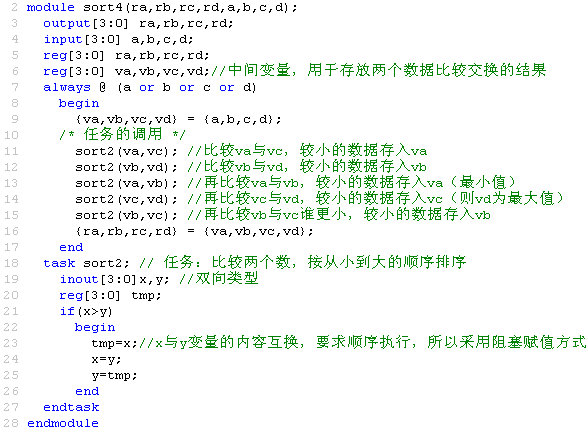 2 module sort4(ra,rb,rc,rd,a,b,c,d);
3 output[3:0] ra,rb,rc,rd;
4 input[3:0] a,b,c,d;
5 reg[3:0] ra,rb,rc,rd;
6 reg[3:0] va,vb,vc,vd;//中间变量，用于存放两个数据比较交换的结果
7 always @ (a or b or c or d)
8 begin
9 {va,vb,vc,vd} = {a,b,c,d};
10 /* 任务的调用 */
11 sort2(va,vc); //比较va与vc，较小的数据存入va
12 sort2(vb,vd); //比较vb与vd，较小的数据存入vb
13 sort2(va,vb); //再比较va与vb，较小的数据存入va（最小值）
14 sort2(vc,vd); //再比较vc与vd，较小的数据存入vc（则vd为最大值）
15 sort2(vb,vc); //再比较vb与vc谁更小，较小的数据存入vb
16 {ra,rb,rc,rd} = {va,vb,vc,vd};
17 end
18 task sort2; // 任务：比较两个数，按从小到大的顺序排序
19 inout[3:0]x,y; //双向类型
20 reg[3:0] tmp;
21 if(x>y)
22 begin
23 tmp=x;//x与y变量的内容互换，要求顺序执行，所以采用阻塞赋值方式
24 x=y;
25 y=tmp;
26 end
27 endtask
28 endmodule